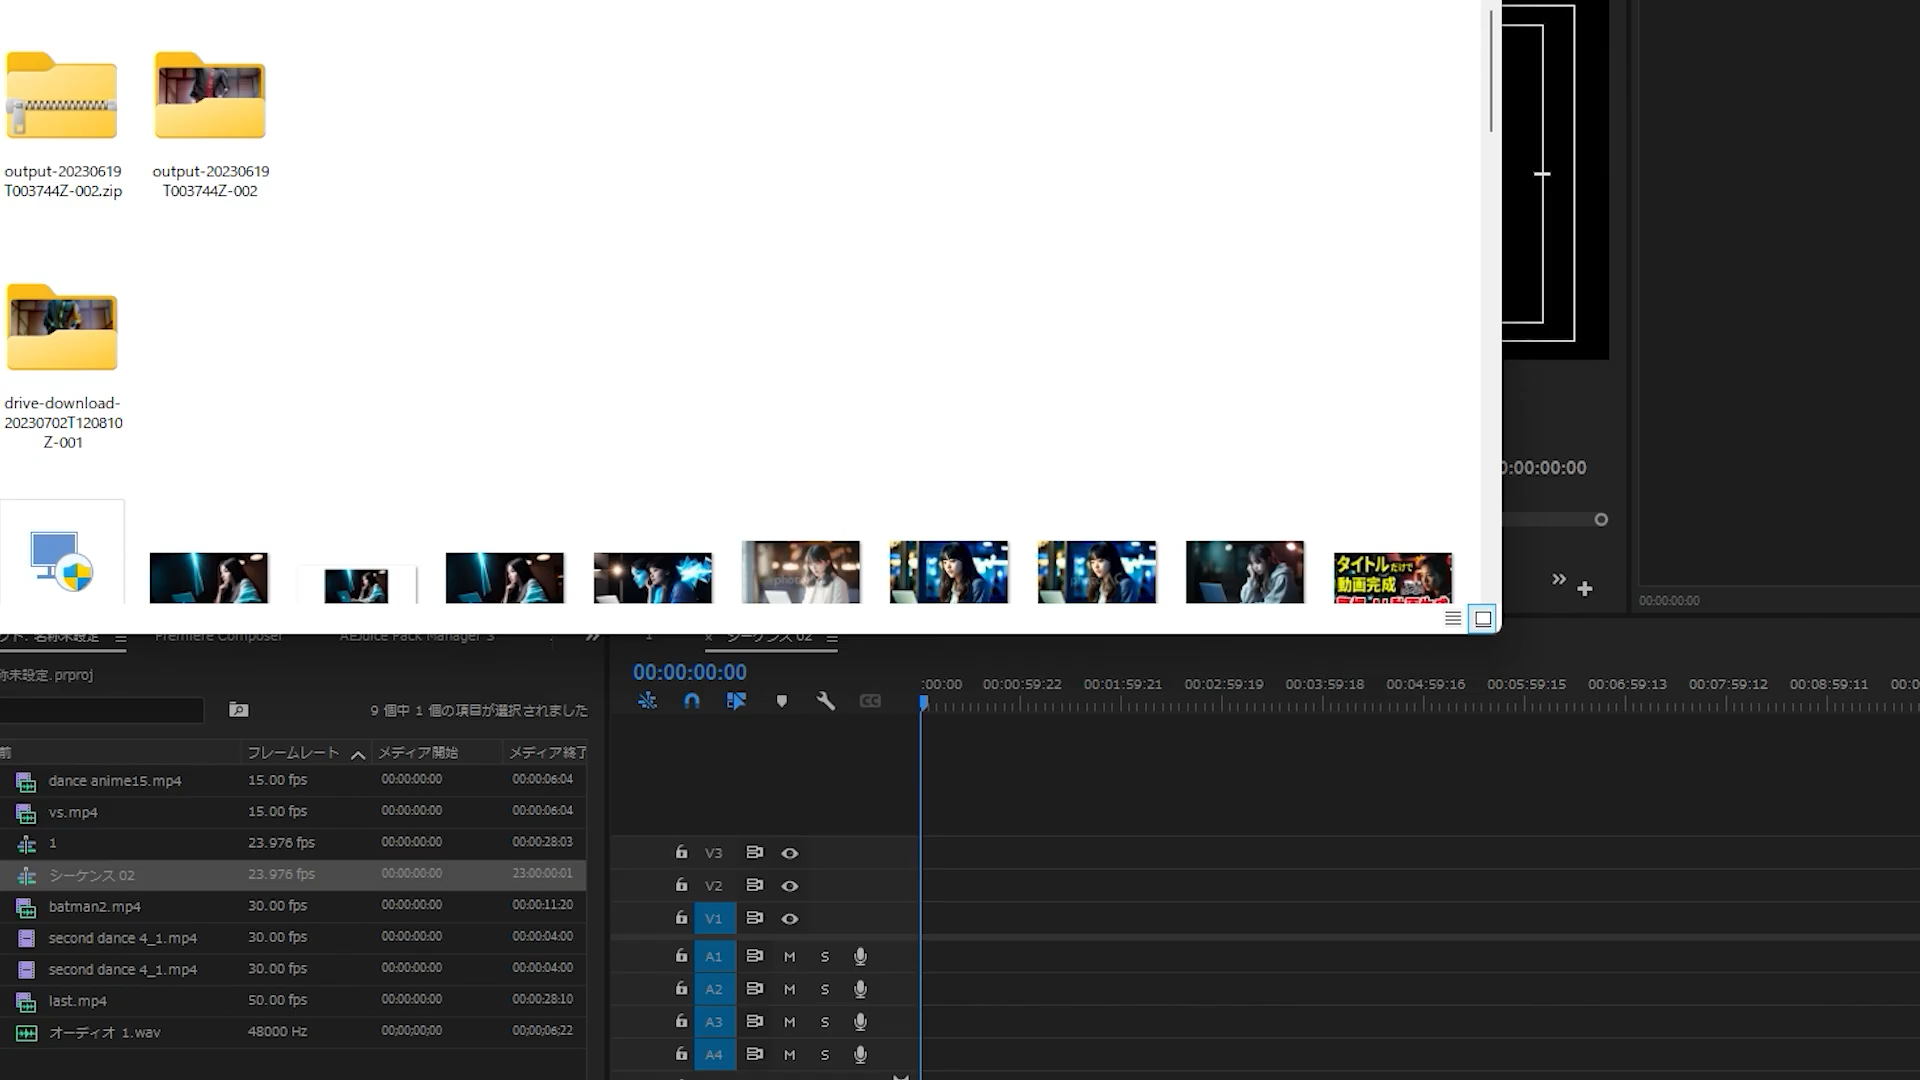 output-20230619
T003744Z-002.zip
output-20230619
T003744Z-002
drive-download-
20230702T120810
Z-001
タイトルだけで
動画完成
0:00:00:00
00:00:00:00
名称未設定
Premiere Composer
AEJuice Pack Manager 3
1
シーケンス 02
称未設定.prproj
9 個中 1 個の項目が選択されました
前
フレームレート
メディア開始
メディア終了
dance anime15.mp4 15.00 fps 00:00:00:00 00:00:06:04
vs.mp4 15.00 fps 00:00:00:00 00:00:06:04
1 23.976 fps 00:00:00:00 00:00:28:03
シーケンス 02 23.976 fps 00:00:00:00 23:00:00:01
batman2.mp4 30.00 fps 00:00:00:00 00:00:11:20
second dance 4_1.mp4 30.00 fps 00:00:00:00 00:00:04:00
second dance 4_1.mp4 30.00 fps 00:00:00:00 00:00:04:00
last.mp4 50.00 fps 00:00:00:00 00:00:28:10
オーディオ 1.wav 48000 Hz 00;00;00;00 00;00;06;22
00:00:00:00
CC
:00:00 00:00:59:22 00:01:59:21 00:02:59:19 00:03:59:18 00:04:59:16 00:05:59:15 00:06:59:13 00:07:59:12 00:08:59:11 00:0
V3
V2
V1
A1 M S
A2 M S
A3 M S
A4 M S